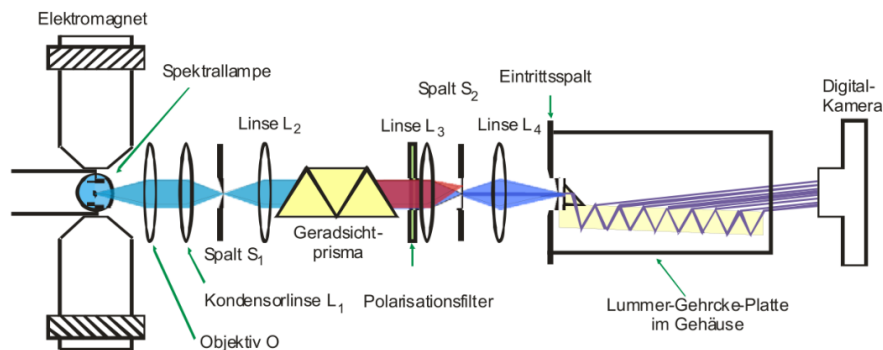 Elektromagnet
Spektrallampe
Linse L2
Linse L3
Spalt S2
Linse L4
Eintrittsspalt
Digital-
Kamera
Spalt S1
Geradsicht-
prisma
Kondensorlinse L1
Polarisationsfilter
Objektiv O
Lummer-Gehrcke-Platte
im Gehäuse